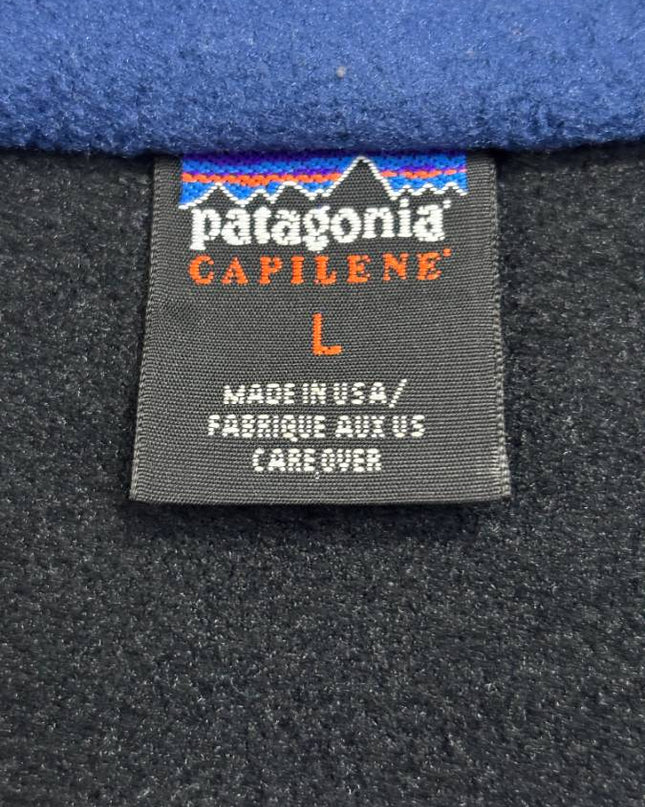 patagonia®
CAPILENE®
L
MADE IN USA/
FABRIQUE AUX US
CARE OVER